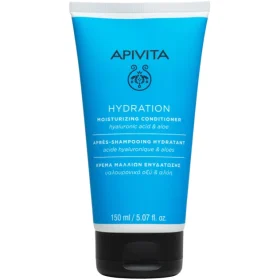 APIVITA
HYDRATION
MOISTURIZING CONDITIONER
hyaluronic acid & aloe
APRÈS-SHAMPOOING HYDRATANT
acide hyaluronique & aloès
ΚΡΕΜΑ ΜΑΛΛΙΩΝ ΕΝΥΔΑΤΩΣΗΣ
υαλουρονικό οξύ & αλόη
150 ml / 5.07 fl. oz.